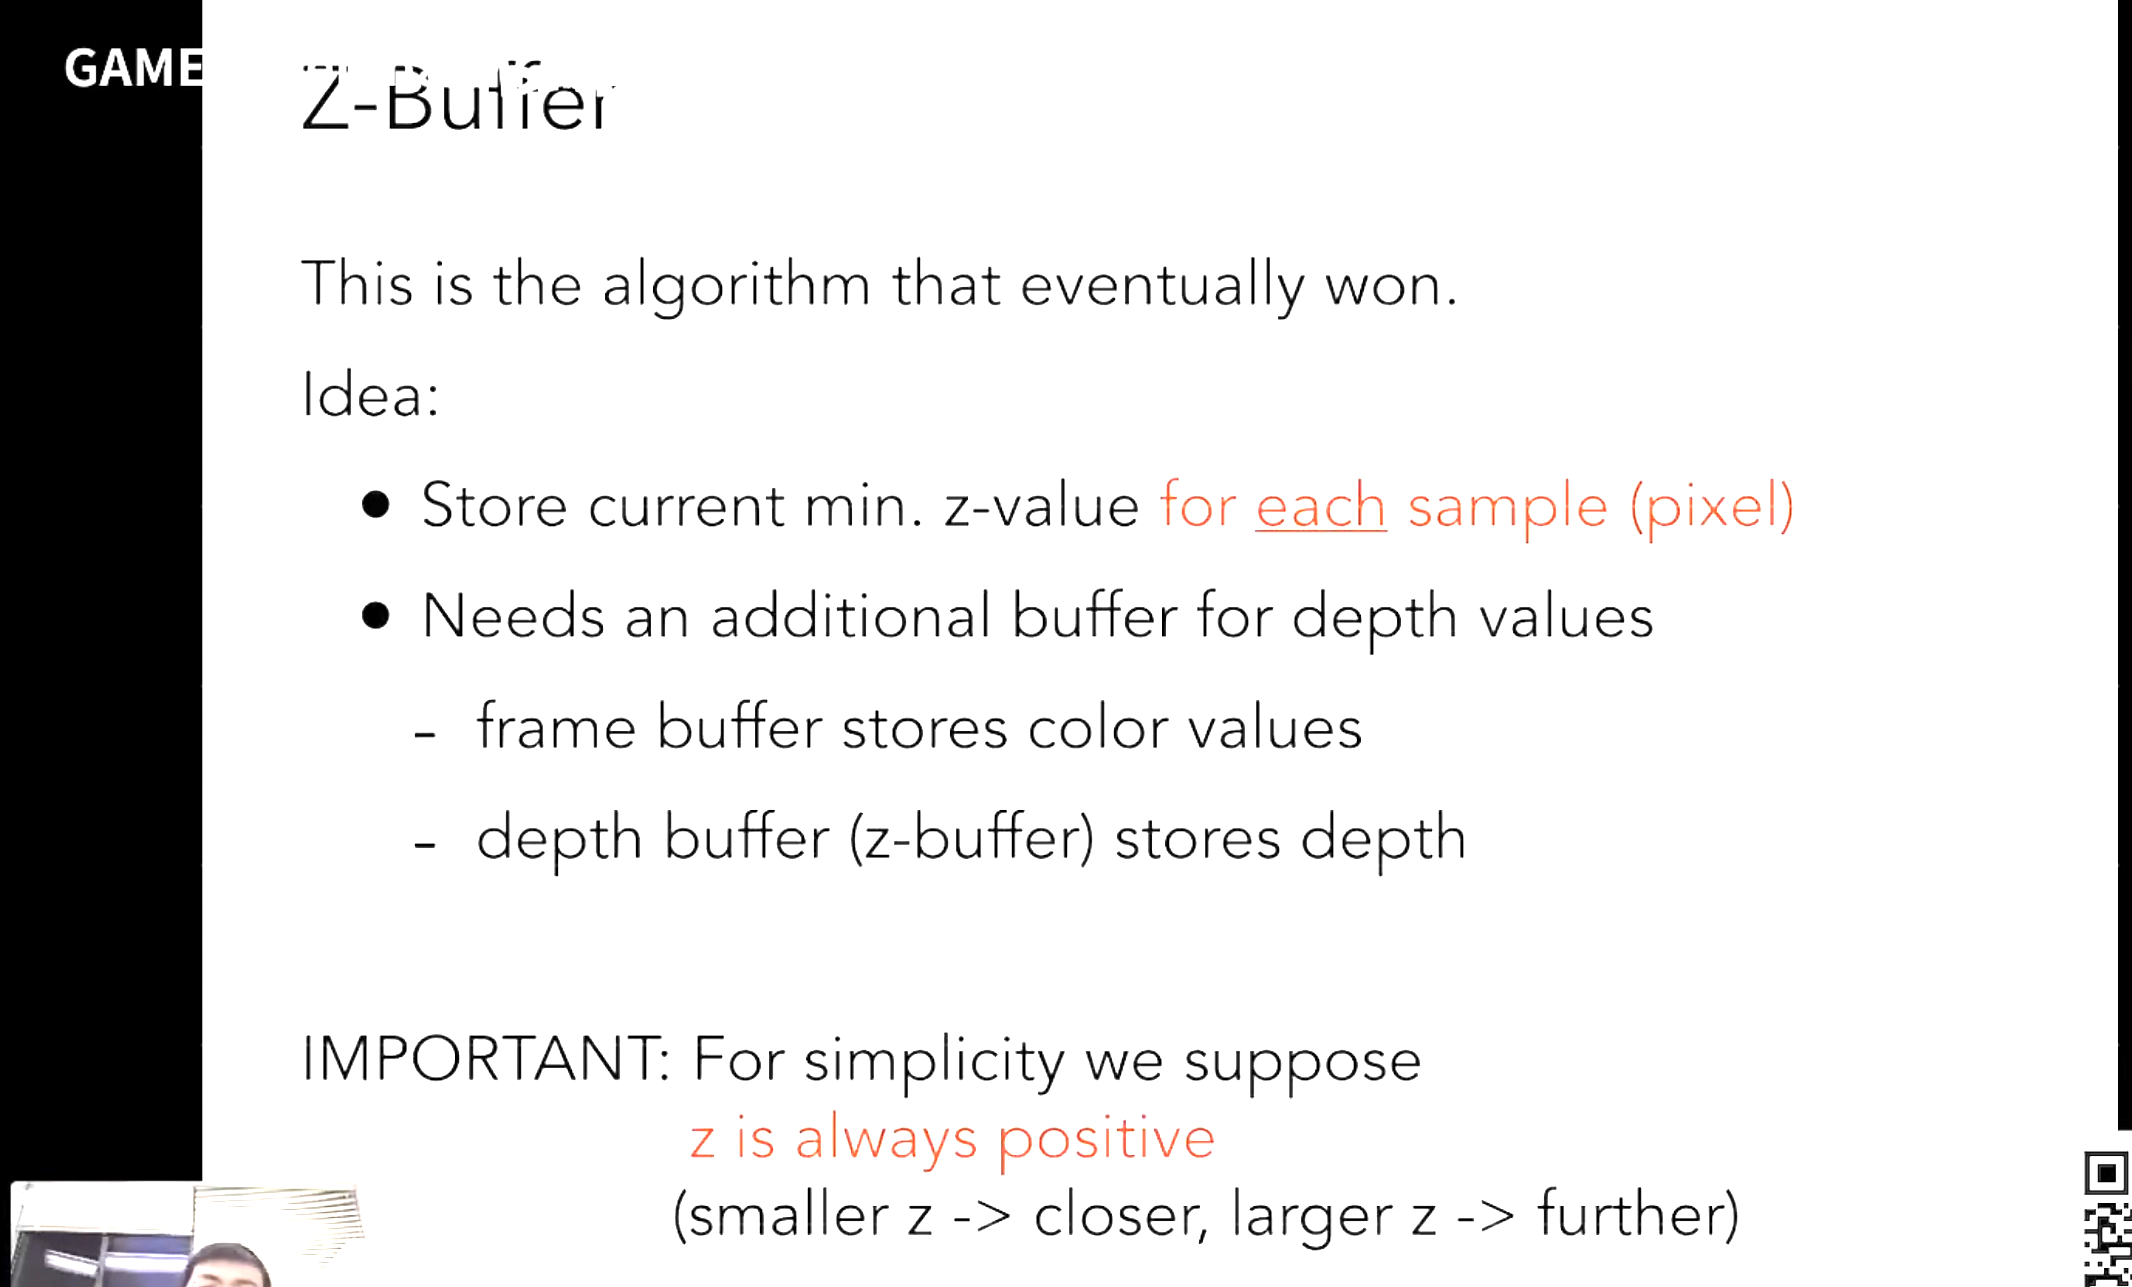 GAME
Z-Buffer
This is the algorithm that eventually won.
Idea:
● Store current min. z-value for each sample (pixel)
● Needs an additional buffer for depth values
- frame buffer stores color values
- depth buffer (z-buffer) stores depth
IMPORTANT: For simplicity we suppose
z is always positive
(smaller z -> closer, larger z -> further)